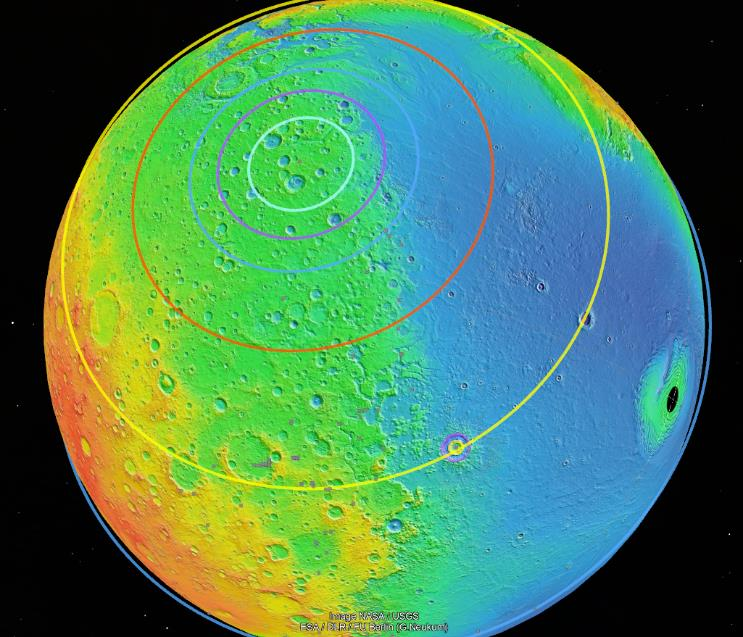 Image NASA / USGS
ESA / DLR / FU Berlin (G.Neukum)